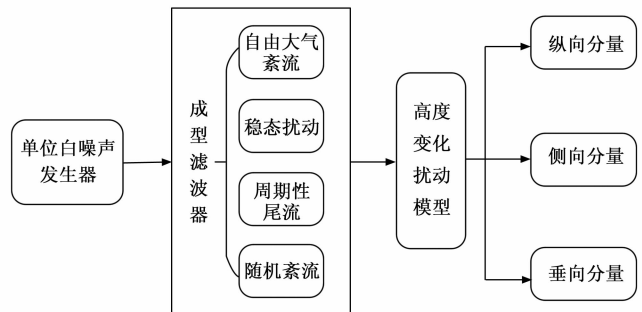 单位白噪声
发生器
成型滤波器
自由大气
紊流
稳态扰动
周期性
尾流
随机紊流
高度
变化
扰动
模型
纵向分量
侧向分量
垂向分量